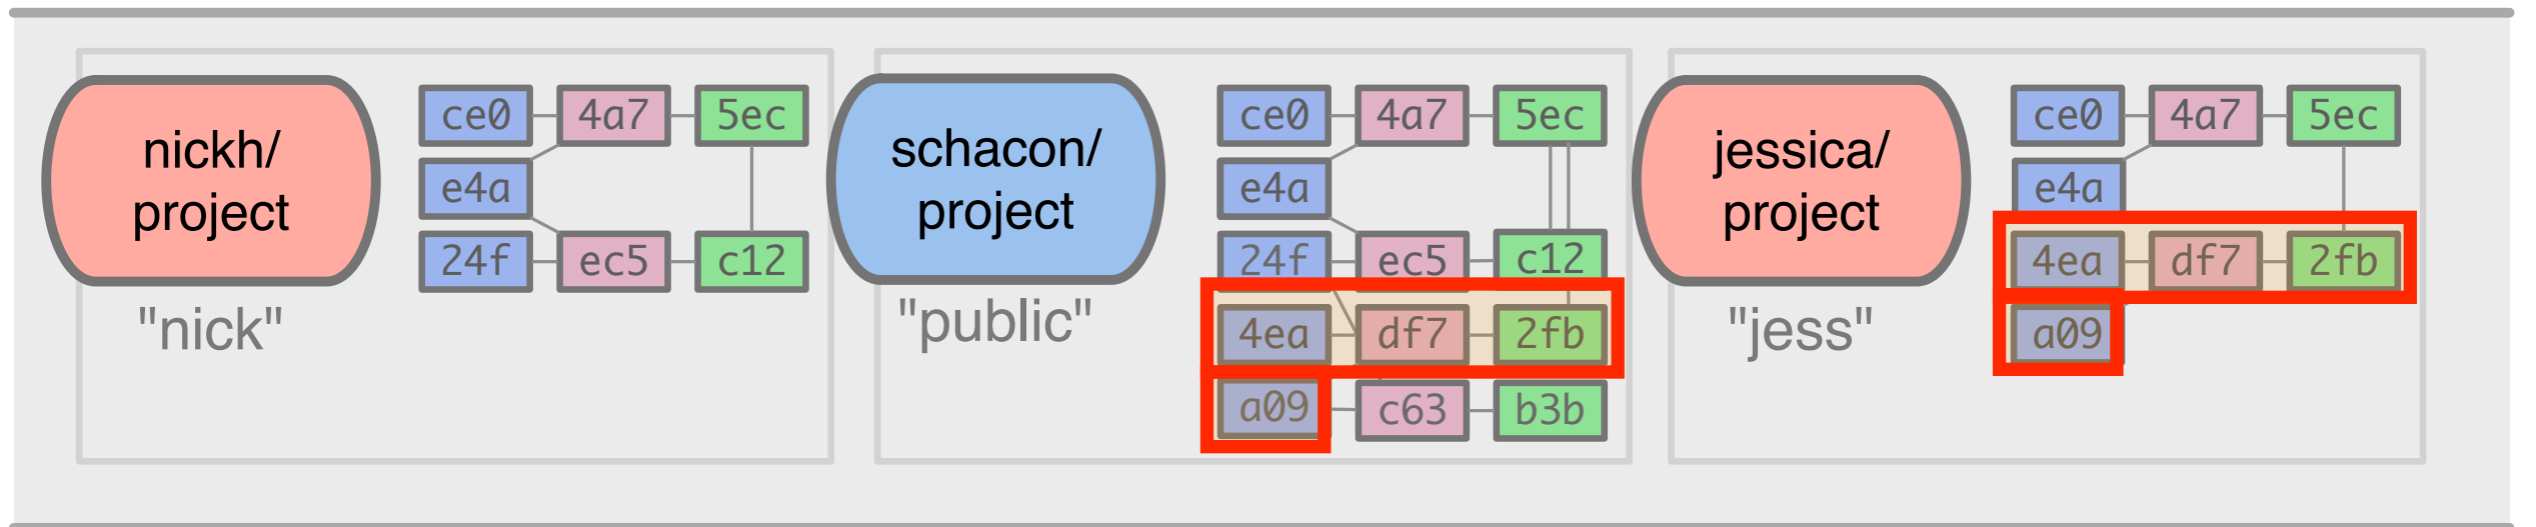 nickh/
project
"nick"
ce0 4a7 5ec
e4a
24f ec5 c12
schacon/
project
"public"
ce0 4a7 5ec
e4a
24f ec5 c12
4ea df7 2fb
a09 c63 b3b
jessica/
project
"jess"
ce0 4a7 5ec
e4a
4ea df7 2fb
a09